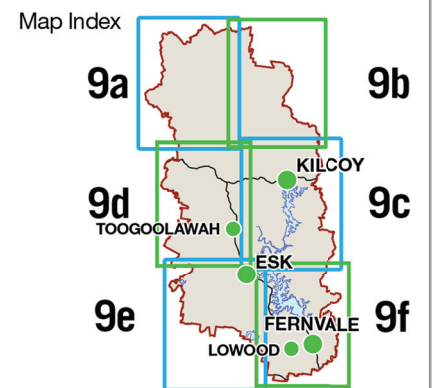 Map Index
9a
9b
KILCOY
9d
9c
TOOGOOLAWAH
ESK
9e
9f
FERNVALE
LOWOOD